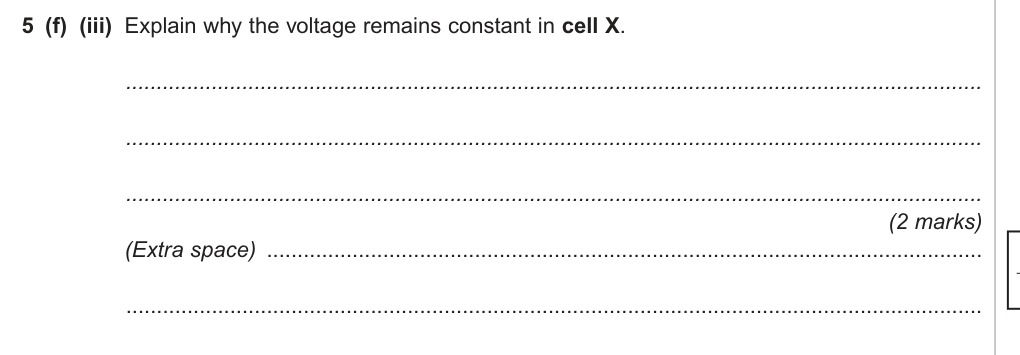 5 (f) (iii) Explain why the voltage remains constant in cell X.
(2 marks)
(Extra space)